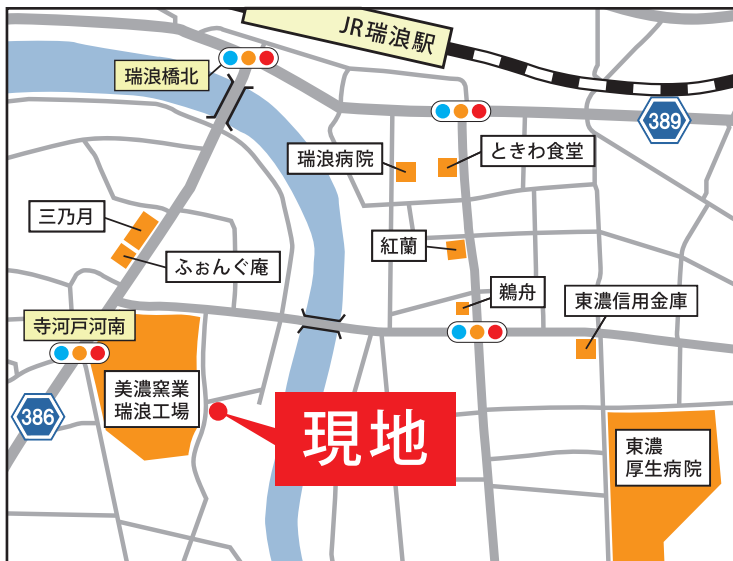 JR瑞浪駅
瑞浪橋北
389
瑞浪病院
ときわ食堂
三乃月
紅蘭
ふぉんぐ庵
鵜舟
東濃信用金庫
寺河戸河南
美濃窯業
瑞浪工場
386
現地
東濃
厚生病院